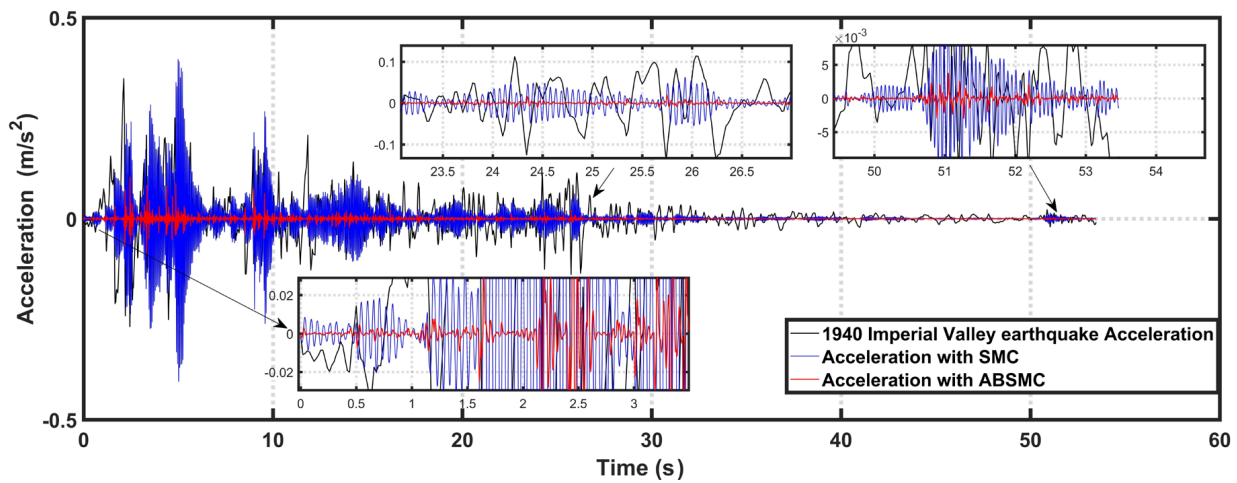 0.5
0
-0.5
Acceleration (m/s²)
0 10 20 30 40 50 60
Time (s)
0.1
0
-0.1
23.5 24 24.5 25 25.5 26 26.5
×10⁻³
5
0
-5
50 51 52 53 54
0.02
0
-0.02
0 0.5 1 1.5 2 2.5 3
1940 Imperial Valley earthquake Acceleration
Acceleration with SMC
Acceleration with ABSMC